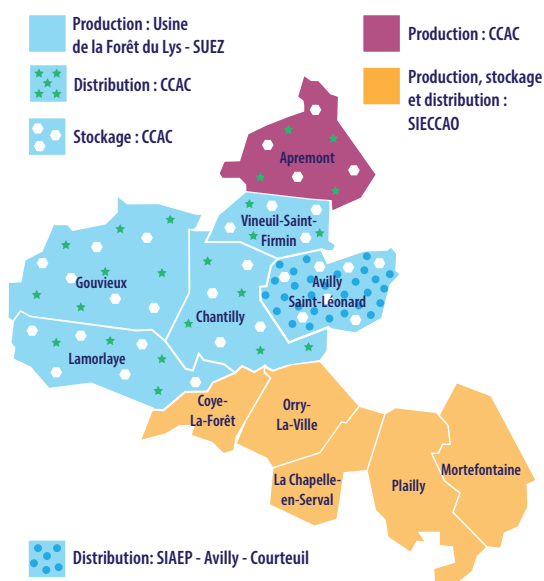 Production : Usine
de la Forêt du Lys - SUEZ
Distribution : CCAC
Stockage : CCAC
Production : CCAC
Production, stockage
et distribution :
SIECCAO
Apremont
Vineuil-Saint-
Firmin
Avilly
Saint-Léonard
Gouvieux
Chantilly
Lamorlaye
Coye-
La-Forêt
Orry-
La-Ville
La Chapelle-
en-Serval
Plailly
Mortefontaine
Distribution: SIAEP - Avilly - Courteuil